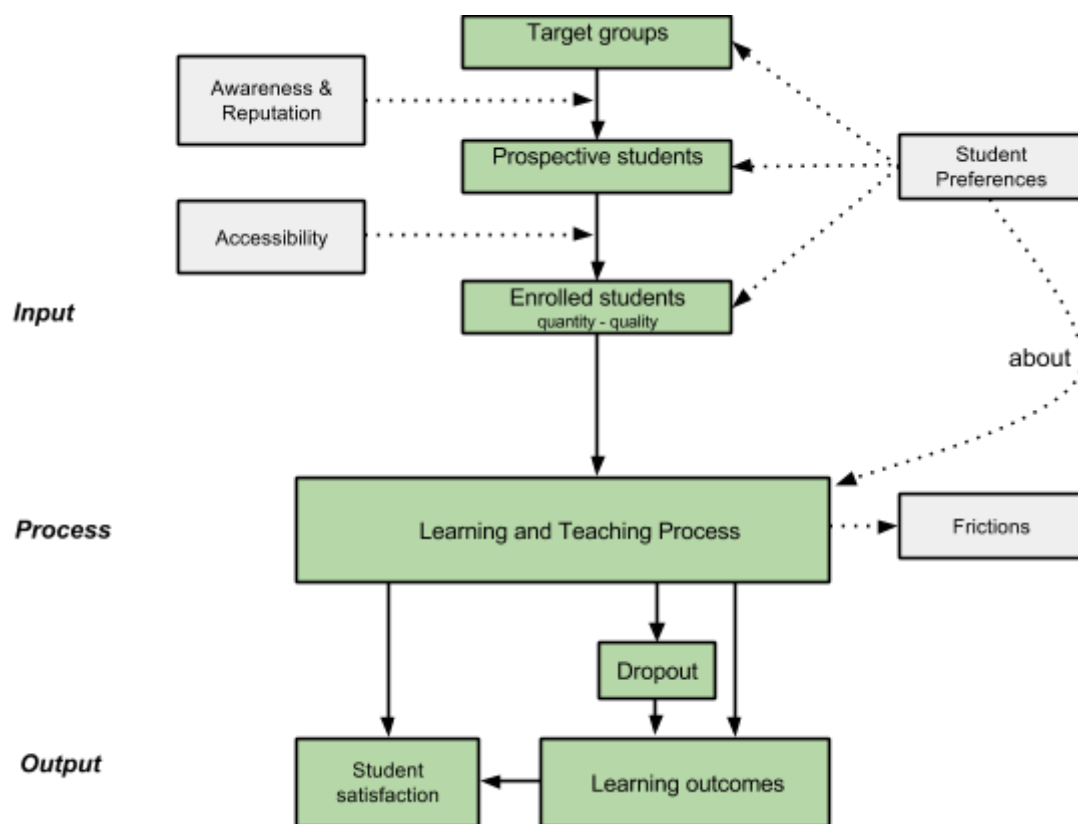 Target groups
Awareness &
Reputation
Prospective students
Student
Preferences
Accessibility
Enrolled students
quantity - quality
Input
about
Learning and Teaching Process
Process
Frictions
Dropout
Output
Student
satisfaction
Learning outcomes